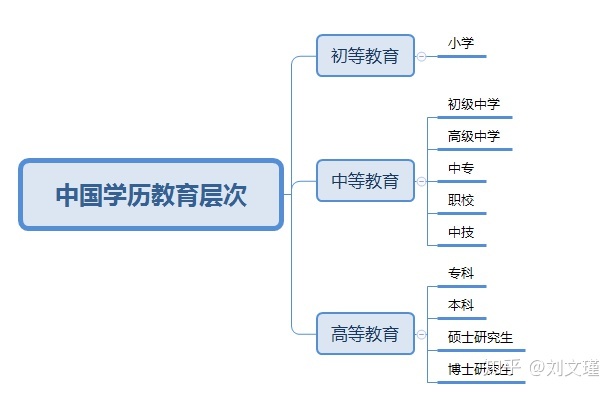 中国学历教育层次
初等教育
小学
中等教育
初级中学
高级中学
中专
职校
中技
高等教育
专科
本科
硕士研究生
博士研究生
知乎 @刘文瑾